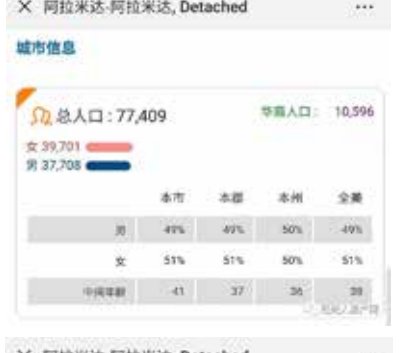 × 阿拉米达-阿拉米达, Detached ...
城市信息
总人口 : 77,409 华裔人口: 10,596
女 39,701
男 37,708
本市 本郡 本州 全美
男 49% 49% 50% 49%
女 51% 51% 50% 51%
中间年龄 41 37 36 38